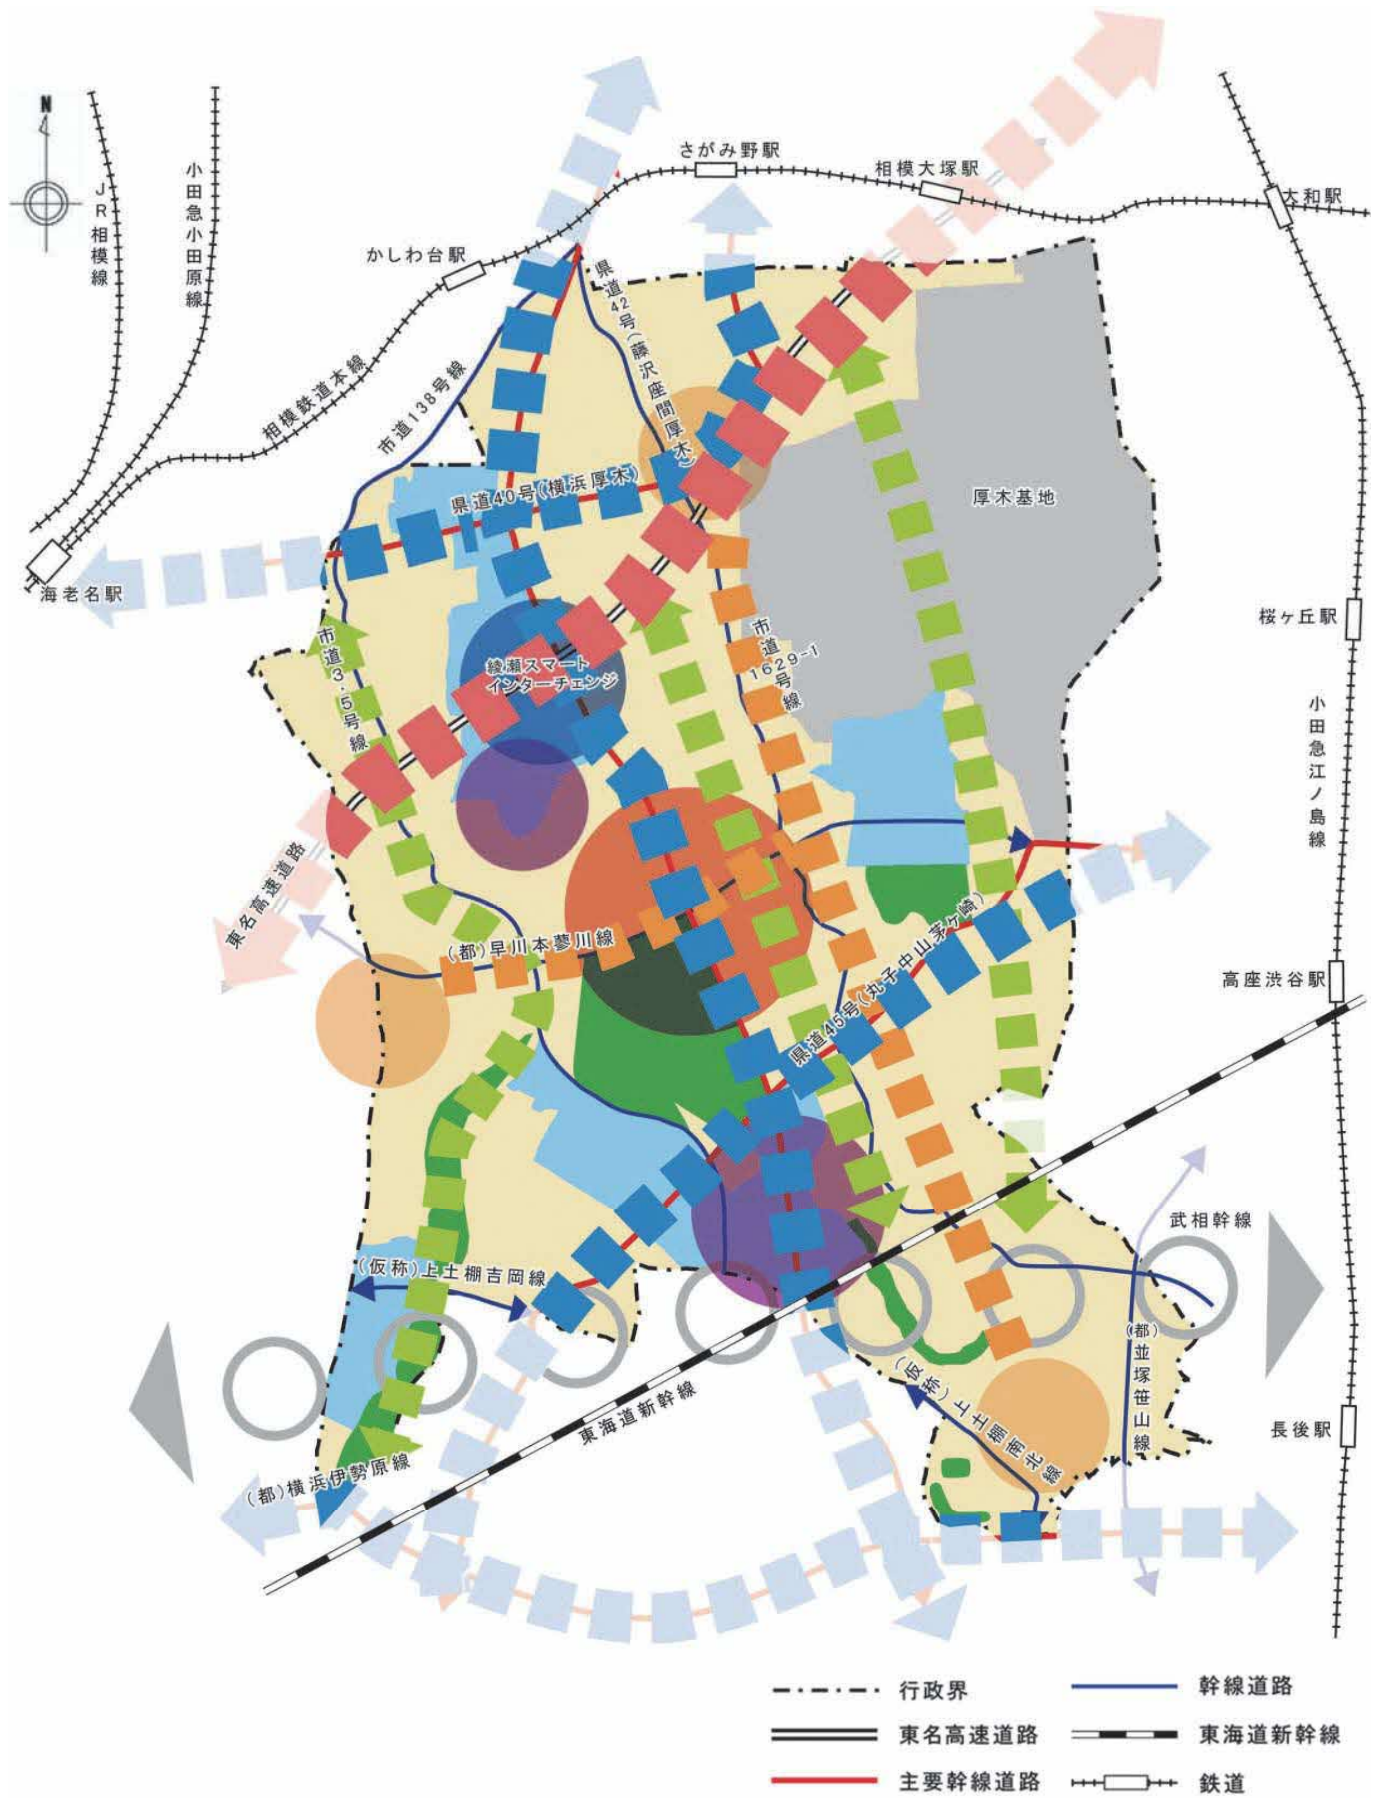 N
JR相模線
小田急小田原線
さがみ野駅
相模大塚駅
大和駅
かしわ台駅
県道42号(藤沢座間厚木)
相模鉄道本線
市道138号線
県道40号(横浜厚木)
厚木基地
海老名駅
桜ヶ丘駅
市道3・5号線
綾瀬スマート
インターチェンジ
市道1629-1号線
小田急江ノ島線
東名高速道路
(都)早川本蓼川線
県道45号(丸子中山茅ヶ崎)
高座渋谷駅
武相幹線
(仮称)上土棚吉岡線
(都)並塚笹山線
東海道新幹線
(仮称)上土棚南北線
長後駅
(都)横浜伊勢原線
行政界
幹線道路
東名高速道路
東海道新幹線
主要幹線道路
鉄道